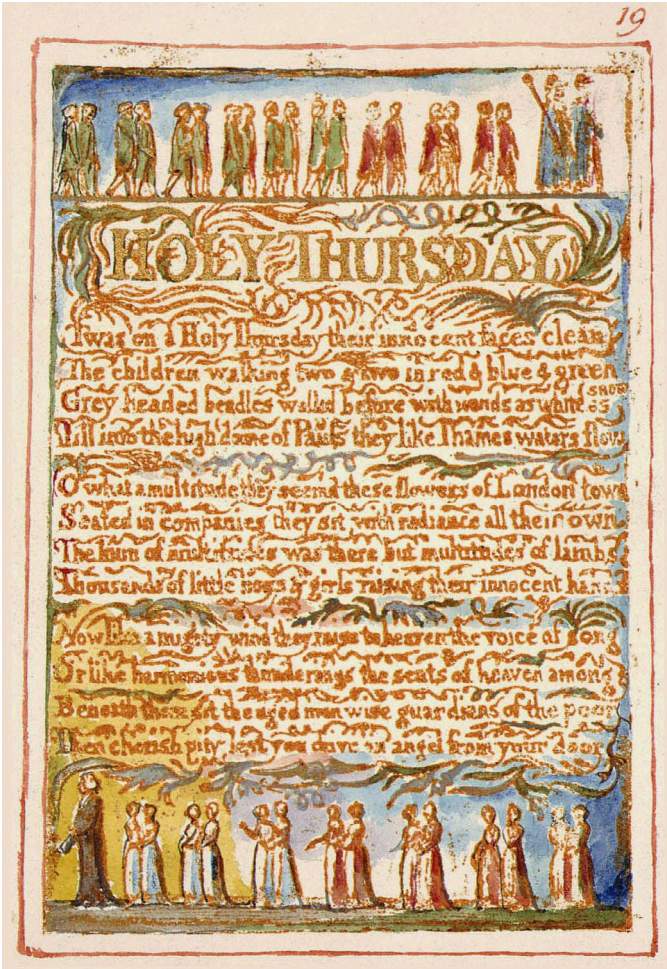 19
HOLY THURSDAY
Twas on a Holy Thursday their innocent faces clean
The children walking two & two in red & blue & green
Grey headed beadles walkd before with wands as white as snow
Till into the high dome of Pauls they like Thames waters flow
O what a multitude they seemd these flowers of London town
Seated in companies they sit with radiance all their own
The hum of multitudes was there but multitudes of lambs
Thousands of little boys & girls raising their innocent hands
Now like a mighty wind they raise to heaven the voice of song
Or like harmonious thunderings the seats of heaven among
Beneath them sit the aged men wise guardians of the poor
Then cherish pity, lest you drive an angel from your door